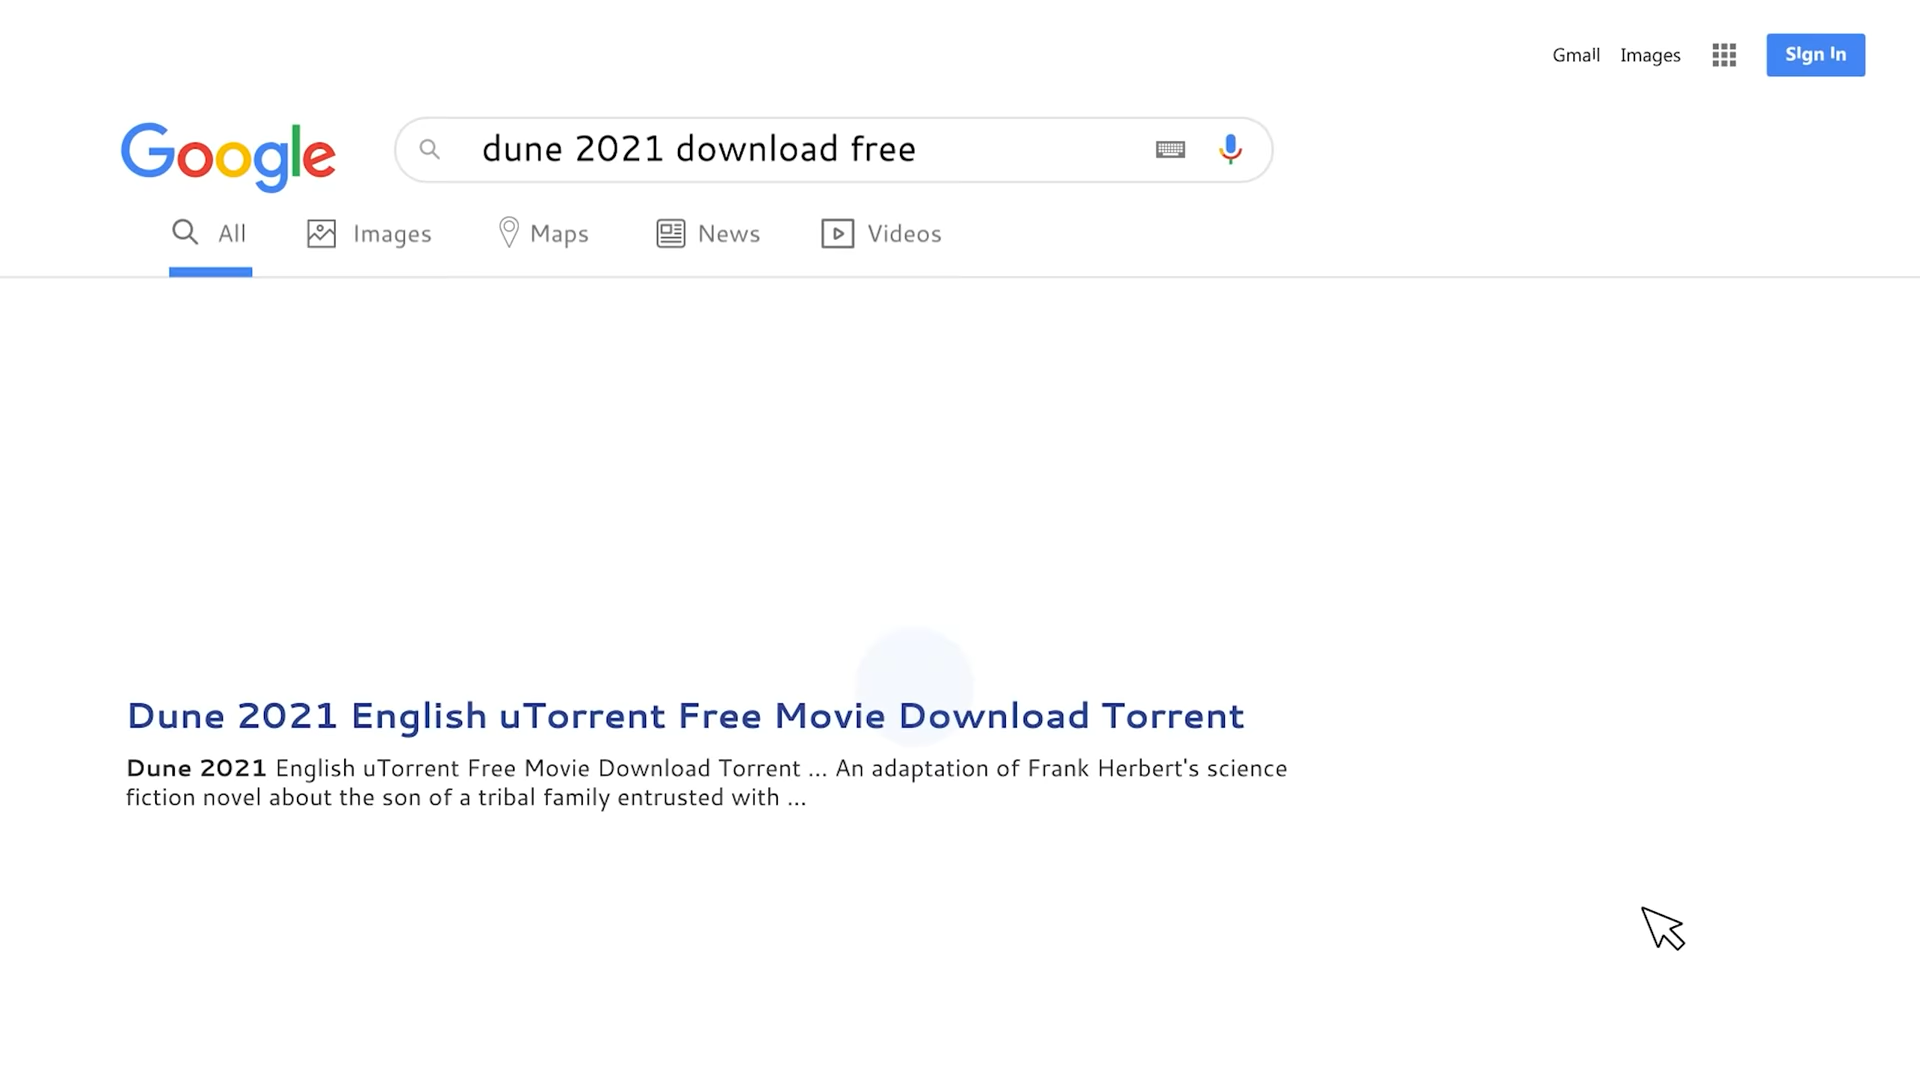 Gmail Images Sign In
Google dune 2021 download free
All Images Maps News Videos
Dune 2021 English uTorrent Free Movie Download Torrent
Dune 2021 English uTorrent Free Movie Download Torrent ... An adaptation of Frank Herbert's science
fiction novel about the son of a tribal family entrusted with ...